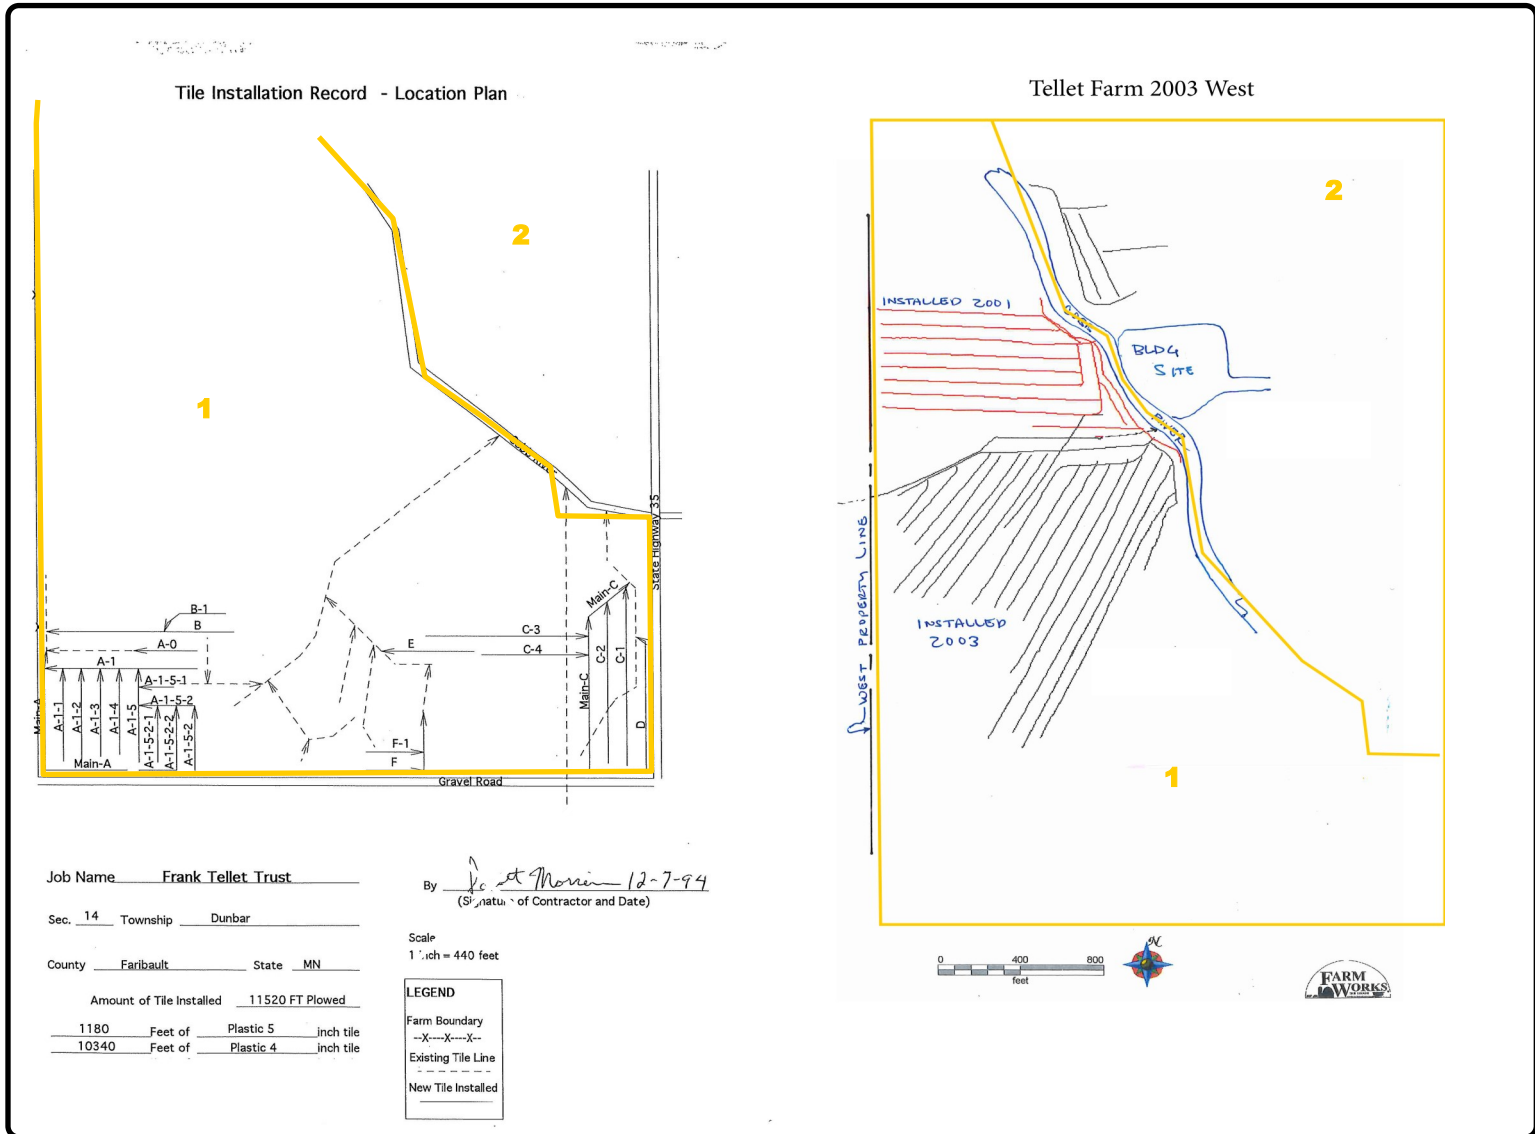 Tile Installation Record - Location Plan
2
1
State Highway 35
Main-C
B-1
B
A-0
A-1
A-1-5-1
A-1-5-2
E
C-3
C-4
Main-C
C-2
C-1
D
A-1-1
A-1-2
A-1-3
A-1-4
A-1-5
A-1-5-2-1
A-1-5-2-2
A-1-5-2
Main-A
Main-A
F-1
F
Gravel Road
Job Name Frank Tellet Trust
Sec. 14 Township Dunbar
County Faribault State MN
Amount of Tile Installed 11520 FT Plowed
1180 Feet of Plastic 5 inch tile
10340 Feet of Plastic 4 inch tile
By 12-7-94
(Signature of Contractor and Date)
Scale
1 inch = 440 feet
LEGEND
Farm Boundary
--X----X----X--
Existing Tile Line
New Tile Installed
Tellet Farm 2003 West
2
INSTALLED 2001
COBB
RIVER
BLDG
SITE
WEST PROPERTY LINE
INSTALLED
2003
1
N
0 400 800
feet
FARM
WORKS